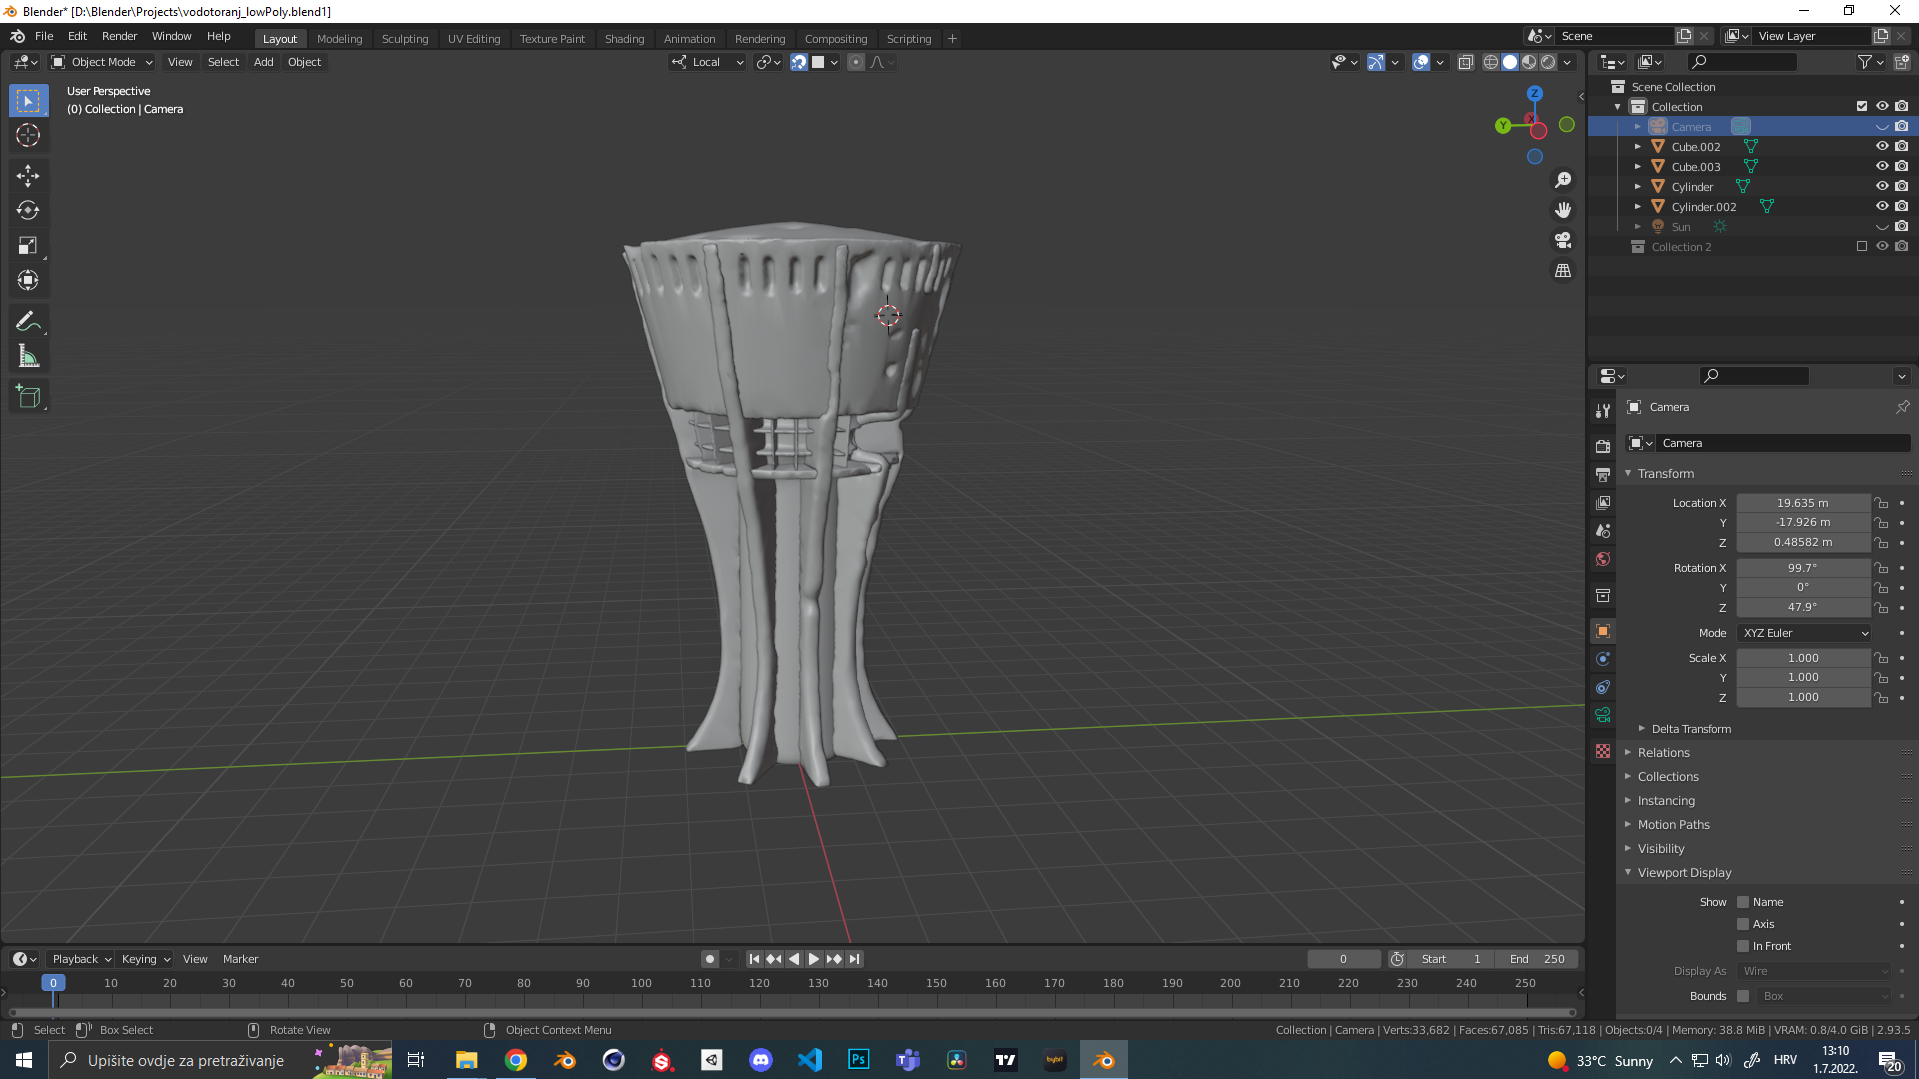 Blender* [D:\Blender\Projects\vodotoranj_lowPoly.blend1]
File Edit Render Window Help Layout Modeling Sculpting UV Editing Texture Paint Shading Animation Rendering Compositing Scripting + Scene View Layer
Object Mode View Select Add Object Local
User Perspective
(0) Collection | Camera
Z
Y
X
Scene Collection
Collection
Camera
Cube.002
Cube.003
Cylinder
Cylinder.002
Sun
Collection 2
Camera
Camera
Transform
Location X 19.635 m
Y -17.926 m
Z 0.48582 m
Rotation X 99.7°
Y 0°
Z 47.9°
Mode XYZ Euler
Scale X 1.000
Y 1.000
Z 1.000
Delta Transform
Relations
Collections
Instancing
Motion Paths
Visibility
Viewport Display
Show Name
Axis
In Front
Display As Wire
Bounds Box
Playback Keying View Marker 0 Start 1 End 250
0 10 20 30 40 50 60 70 80 90 100 110 120 130 140 150 160 170 180 190 200 210 220 230 240 250
Select Box Select Rotate View Object Context Menu Collection | Camera | Verts:33,682 | Faces:67,085 | Tris:67,118 | Objects:0/4 | Memory: 38.8 MiB | VRAM: 0.8/4.0 GiB | 2.93.5
Upišite ovdje za pretraživanje Ps bybit 33°C Sunny HRV 13:10
1.7.2022. 20